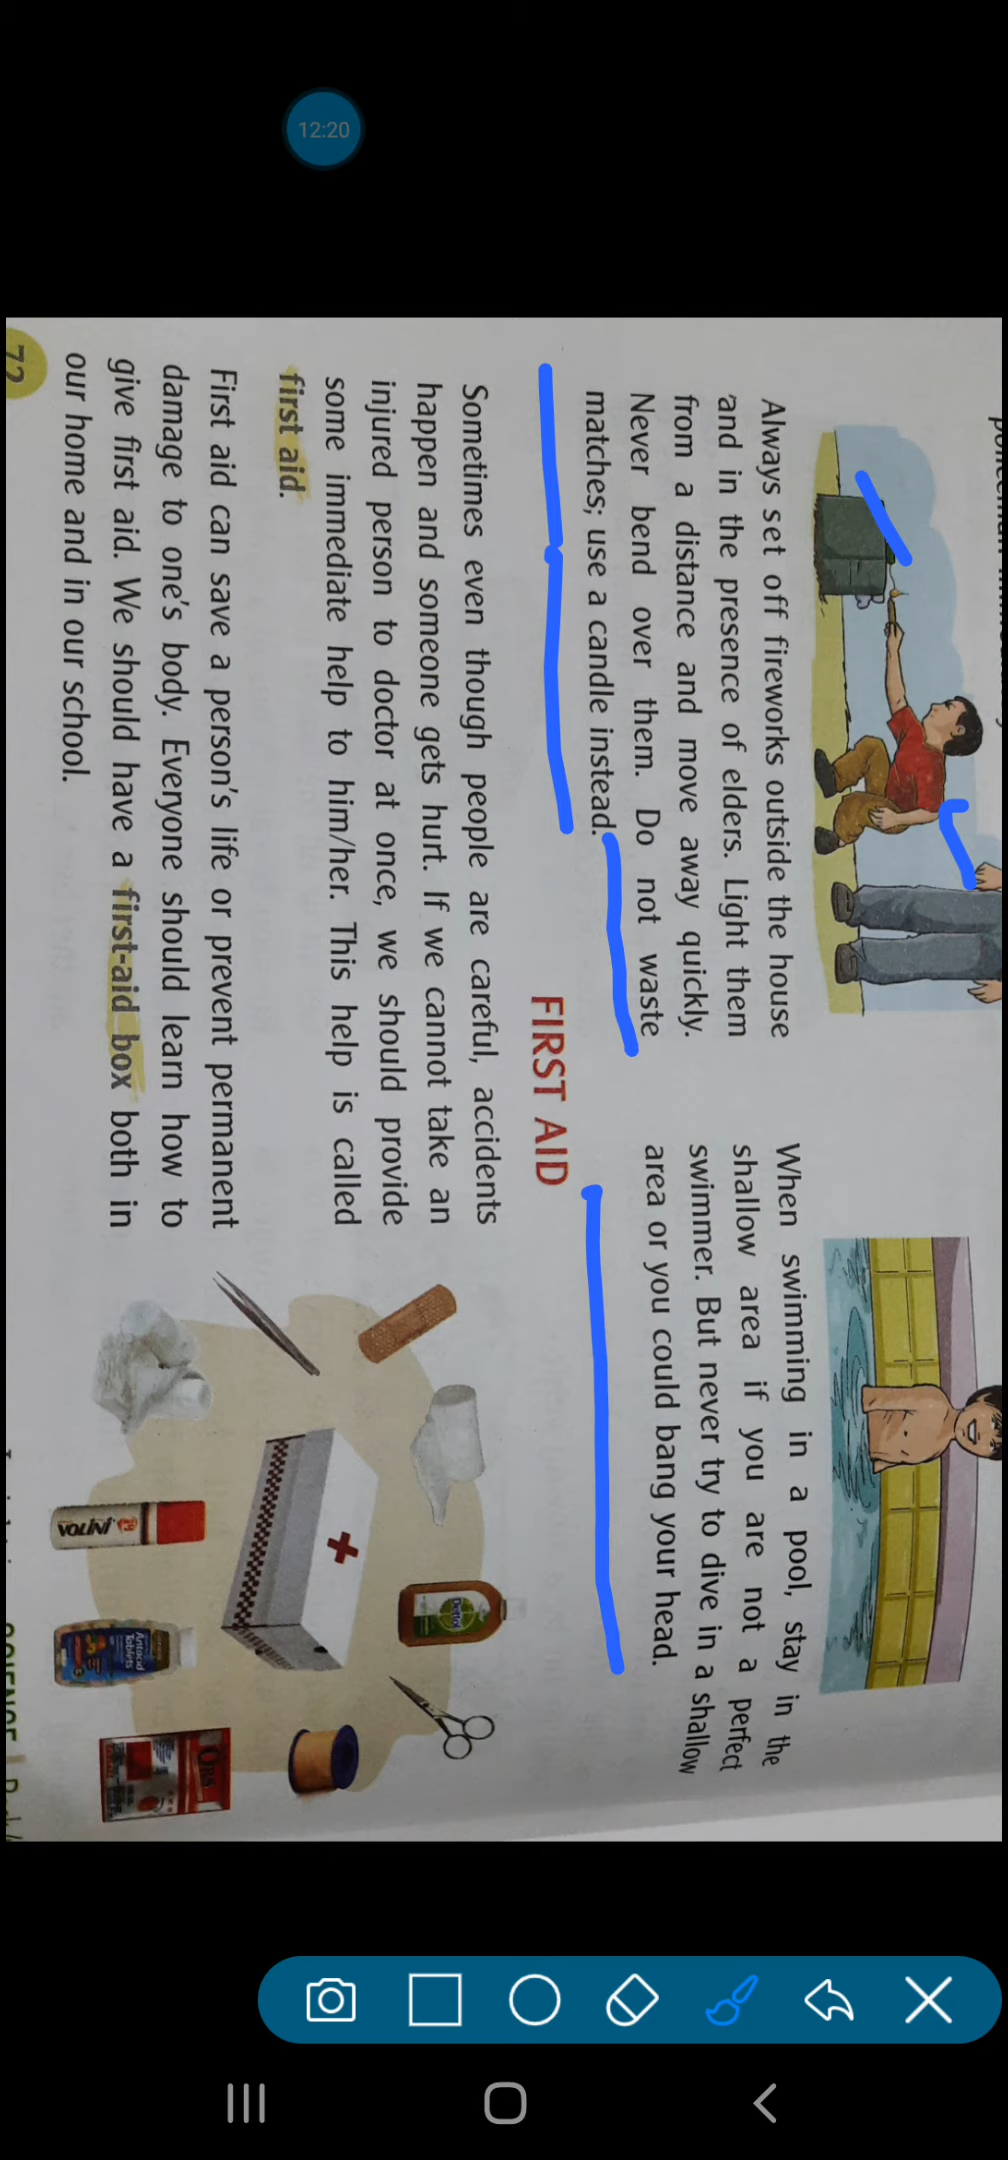 12:20
Always set off fireworks outside the house
and in the presence of elders. Light them
from a distance and move away quickly.
Never bend over them. Do not waste
matches; use a candle instead.
When swimming in a pool, stay in the
shallow area if you are not a perfect
swimmer. But never try to dive in a shallow
area or you could bang your head.
FIRST AID
Sometimes even though people are careful, accidents
happen and someone gets hurt. If we cannot take an
injured person to doctor at once, we should provide
some immediate help to him/her. This help is called
first aid.
First aid can save a person's life or prevent permanent
damage to one's body. Everyone should learn how to
give first aid. We should have a first-aid box both in
our home and in our school.
Dettol
VOLINI
Antacid
Tablets
ORS
72